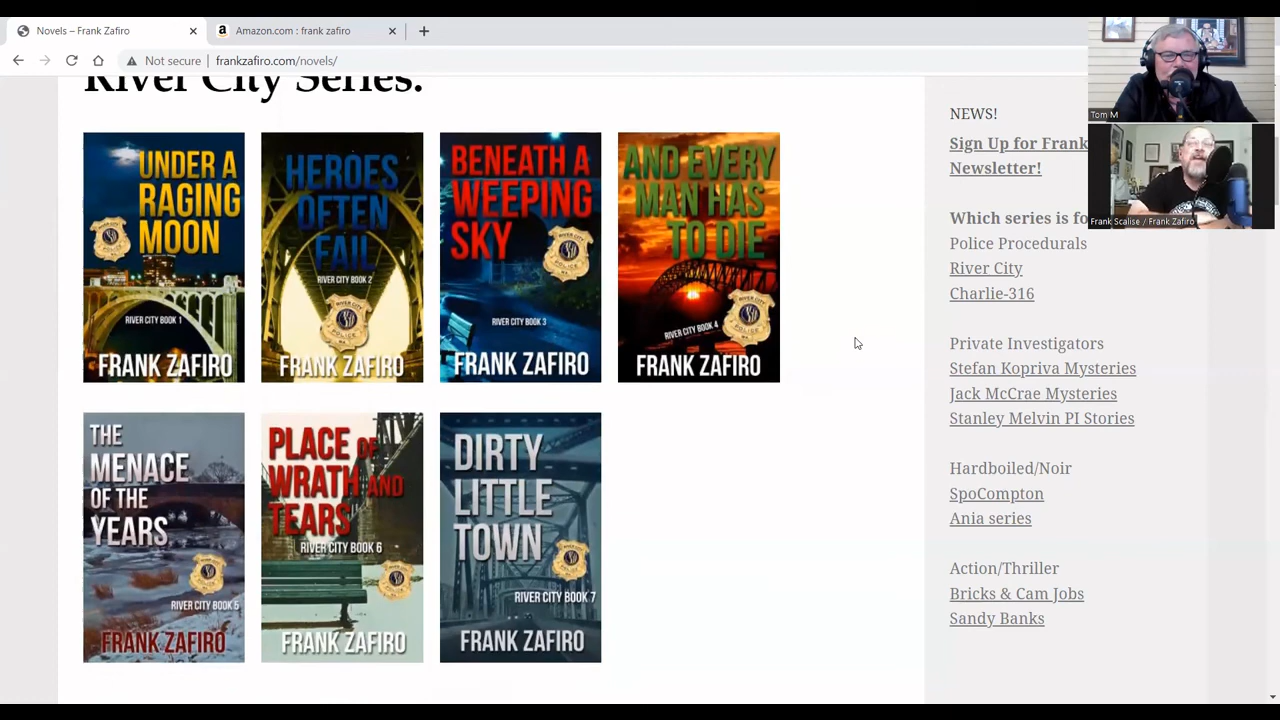 Novels – Frank Zafiro
Amazon.com : frank zafiro
Not secure
frankzafiro.com/novels/
River City Series:
UNDER A
RAGING
MOON
RIVER CITY BOOK 1
FRANK ZAFIRO
HEROES
OFTEN
FAIL
RIVER CITY BOOK 2
FRANK ZAFIRO
BENEATH A
WEEPING
SKY
RIVER CITY BOOK 3
FRANK ZAFIRO
AND EVERY
MAN HAS
TO DIE
RIVER CITY BOOK 4
FRANK ZAFIRO
THE
MENACE
OF THE
YEARS
RIVER CITY BOOK 5
FRANK ZAFIRO
PLACE OF
WRATH AND
TEARS
RIVER CITY BOOK 6
FRANK ZAFIRO
DIRTY
LITTLE
TOWN
RIVER CITY BOOK 7
FRANK ZAFIRO
NEWS!
Sign Up for Frank
Newsletter!
Which series is fo
Police Procedurals
River City
Charlie-316
Private Investigators
Stefan Kopriva Mysteries
Jack McCrae Mysteries
Stanley Melvin PI Stories
Hardboiled/Noir
SpoCompton
Ania series
Action/Thriller
Bricks & Cam Jobs
Sandy Banks
Tom M
Frank Scalise / Frank Zafiro